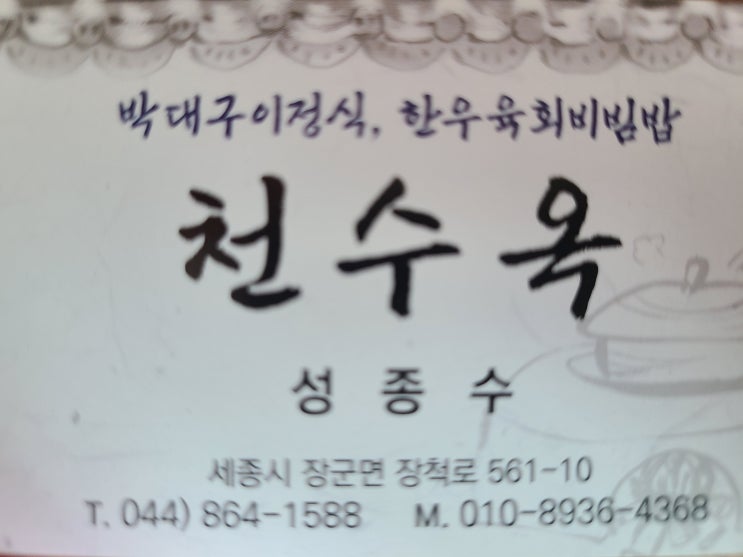 박대구이정식, 한우육회비빔밥
천수옥
성종수
세종시 장군면 장척로 561-10
T. 044) 864-1588 M. 010-8936-4368